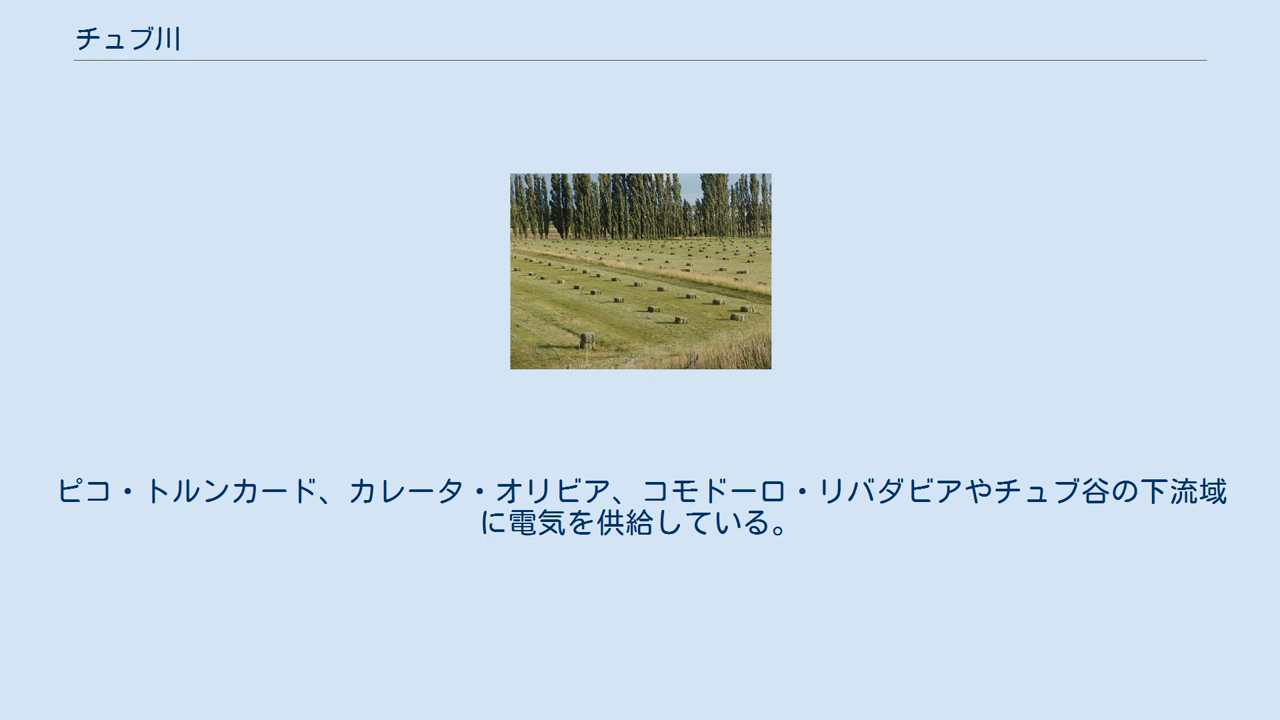 チュブ川
ピコ・トルンカード、カレータ・オリビア、コモドーロ・リバダビアやチュブ谷の下流域
に電気を供給している。